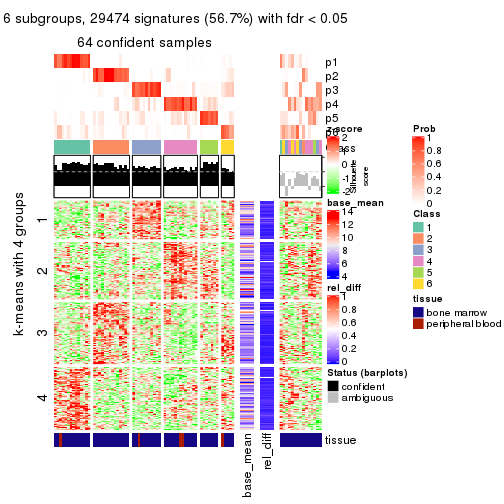 6 subgroups, 29474 signatures (56.7%) with fdr < 0.05
64 confident samples
p1
p2
p3
p4
p5
p6
Class
Silhouette
score
k-means with 4 groups
1
2
3
4
base_mean
rel_diff
tissue
z-score
2
1
0
-1
-2
base_mean
14
12
10
8
6
4
rel_diff
1
0.8
0.6
0.4
0.2
0
Status (barplots)
confident
ambiguous
Prob
1
0.8
0.6
0.4
0.2
0
Class
1
2
3
4
5
6
tissue
bone marrow
peripheral blood